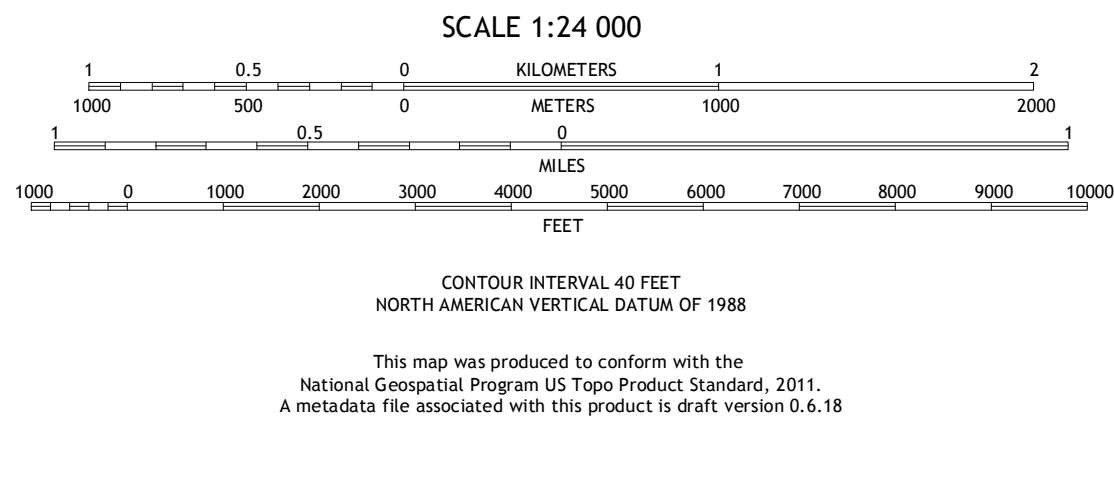 SCALE 1:24 000
1 0.5 0 KILOMETERS 1 2
1000 500 0 METERS 1000 2000
1 0.5 0 1
MILES
1000 0 1000 2000 3000 4000 5000 6000 7000 8000 9000 10000
FEET
CONTOUR INTERVAL 40 FEET
NORTH AMERICAN VERTICAL DATUM OF 1988
This map was produced to conform with the
National Geospatial Program US Topo Product Standard, 2011.
A metadata file associated with this product is draft version 0.6.18